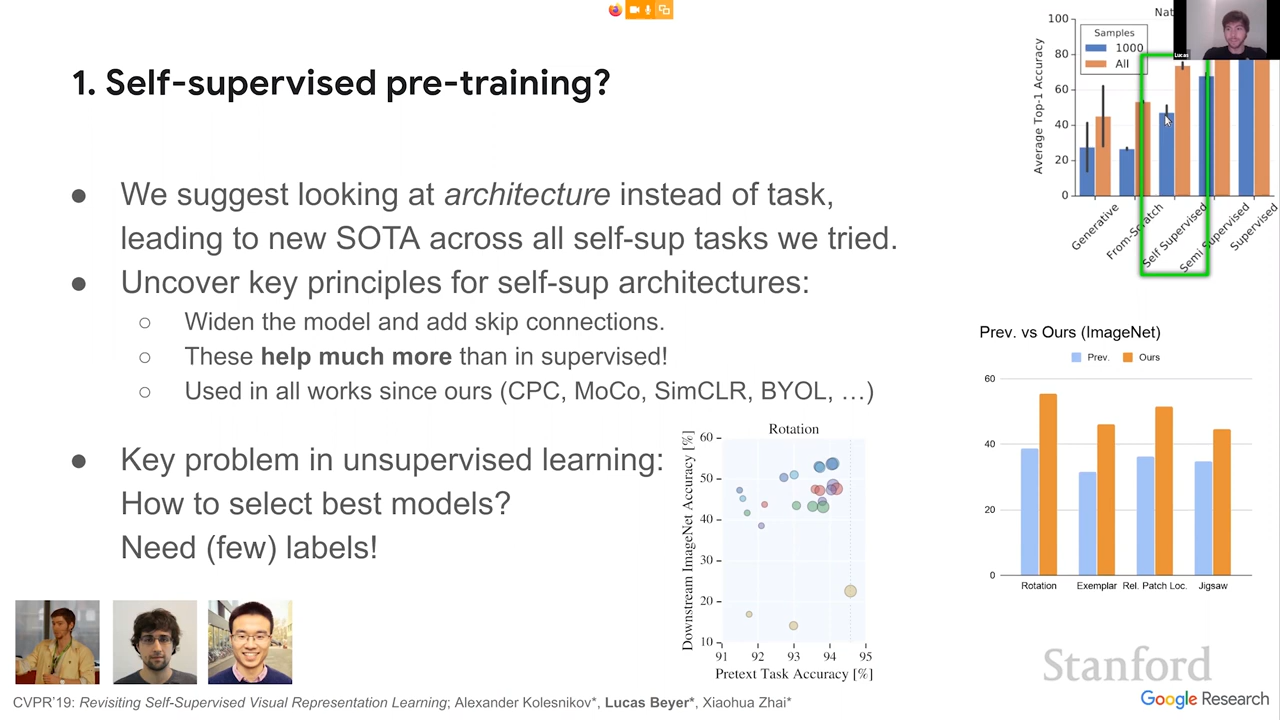 1. Self-supervised pre-training?
● We suggest looking at architecture instead of task,
leading to new SOTA across all self-sup tasks we tried.
● Uncover key principles for self-sup architectures:
○ Widen the model and add skip connections.
○ These help much more than in supervised!
○ Used in all works since ours (CPC, MoCo, SimCLR, BYOL, …)
● Key problem in unsupervised learning:
How to select best models?
Need (few) labels!
Nat
Lucas
Samples
1000
All
Average Top-1 Accuracy
100
80
60
40
20
0
Generative
From-Scratch
Self Supervised
Semi Supervised
Supervised
Prev. vs Ours (ImageNet)
Prev. Ours
60
40
20
0
Rotation Exemplar Rel. Patch Loc. Jigsaw
Rotation
Downstream ImageNet Accuracy [%]
60
50
40
30
20
10
91 92 93 94 95
Pretext Task Accuracy [%]
Stanford
Google Research
CVPR'19: Revisiting Self-Supervised Visual Representation Learning; Alexander Kolesnikov*, Lucas Beyer*, Xiaohua Zhai*